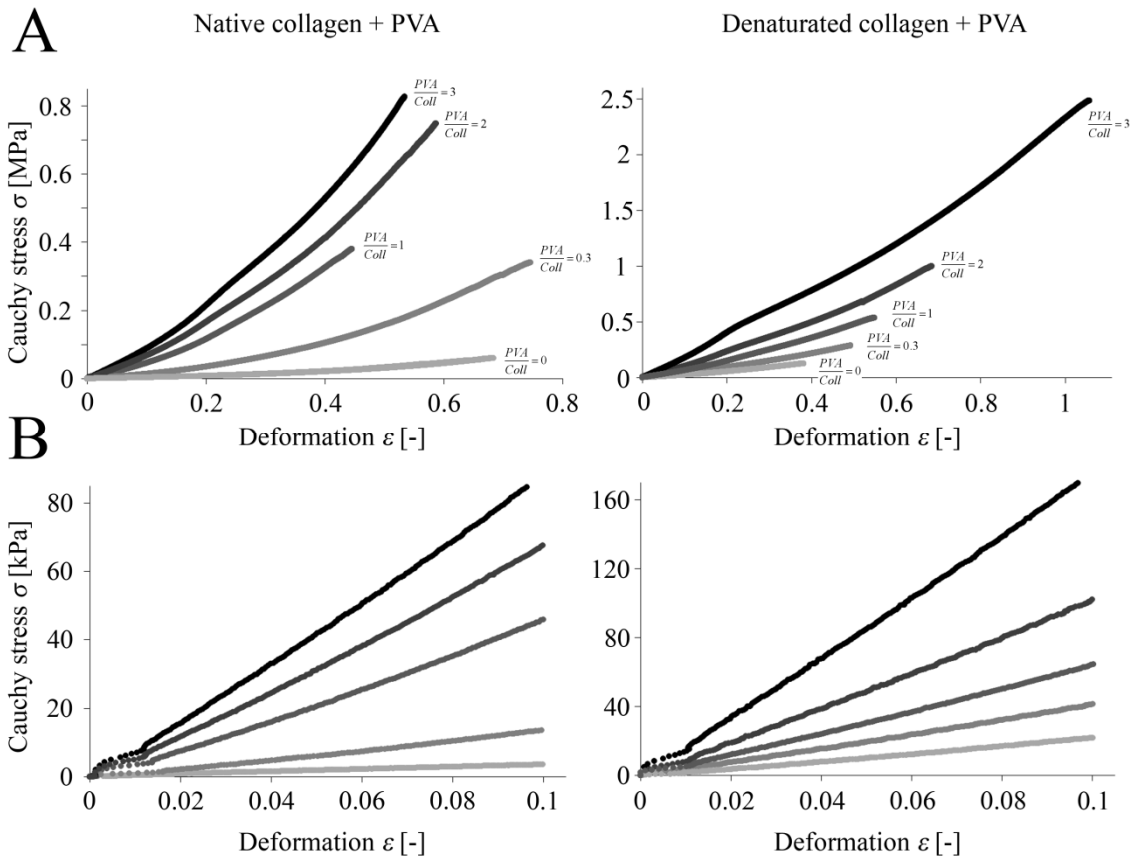 A
Native collagen + PVA
Denaturated collagen + PVA
Cauchy stress σ [MPa]
0.8
0.6
0.4
0.2
0
PVA/Coll = 3
PVA/Coll = 2
PVA/Coll = 1
PVA/Coll = 0.3
PVA/Coll = 0
0 0.2 0.4 0.6 0.8
Deformation ε [-]
2.5
2
1.5
1
0.5
0
PVA/Coll = 3
PVA/Coll = 2
PVA/Coll = 1
PVA/Coll = 0.3
PVA/Coll = 0
0 0.2 0.4 0.6 0.8 1
Deformation ε [-]
B
Cauchy stress σ [kPa]
80
60
40
20
0
0 0.02 0.04 0.06 0.08 0.1
Deformation ε [-]
160
120
80
40
0
0 0.02 0.04 0.06 0.08 0.1
Deformation ε [-]